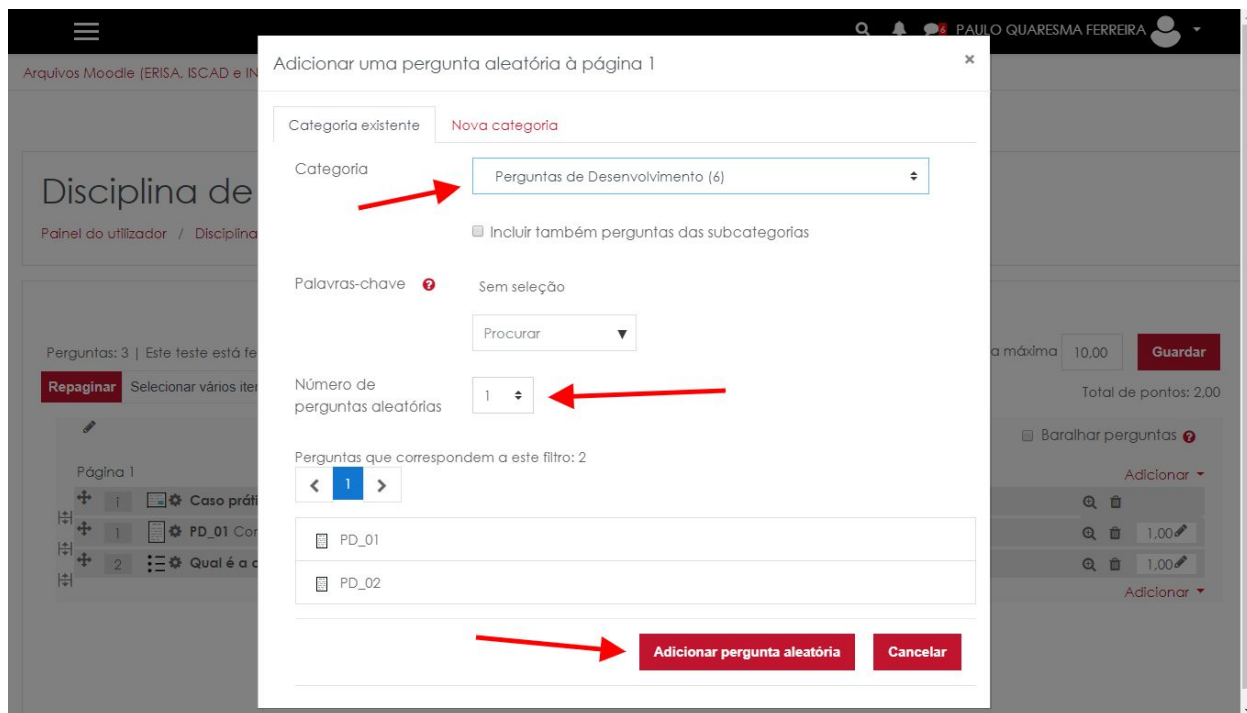 6 PAULO QUARESMA FERREIRA
Arquivos Moodle (ERISA, ISCAD e IN
Adicionar uma pergunta aleatória à página 1 ×
Categoria existente Nova categoria
Categoria Perguntas de Desenvolvimento (6)
Incluir também perguntas das subcategorias
Disciplina de
Painel do utilizador / Disciplina
Palavras-chave Sem seleção
Procurar
Perguntas: 3 | Este teste está fe
a máxima 10,00 Guardar
Repaginar Selecionar vários iter
Total de pontos: 2,00
Número de
perguntas aleatórias 1
Baralhar perguntas
Perguntas que correspondem a este filtro: 2
1
Página 1
Adicionar
i Caso práti
1 PD_01 Cor
1,00
2 Qual é a c
1,00
Adicionar
PD_01
PD_02
Adicionar pergunta aleatória Cancelar